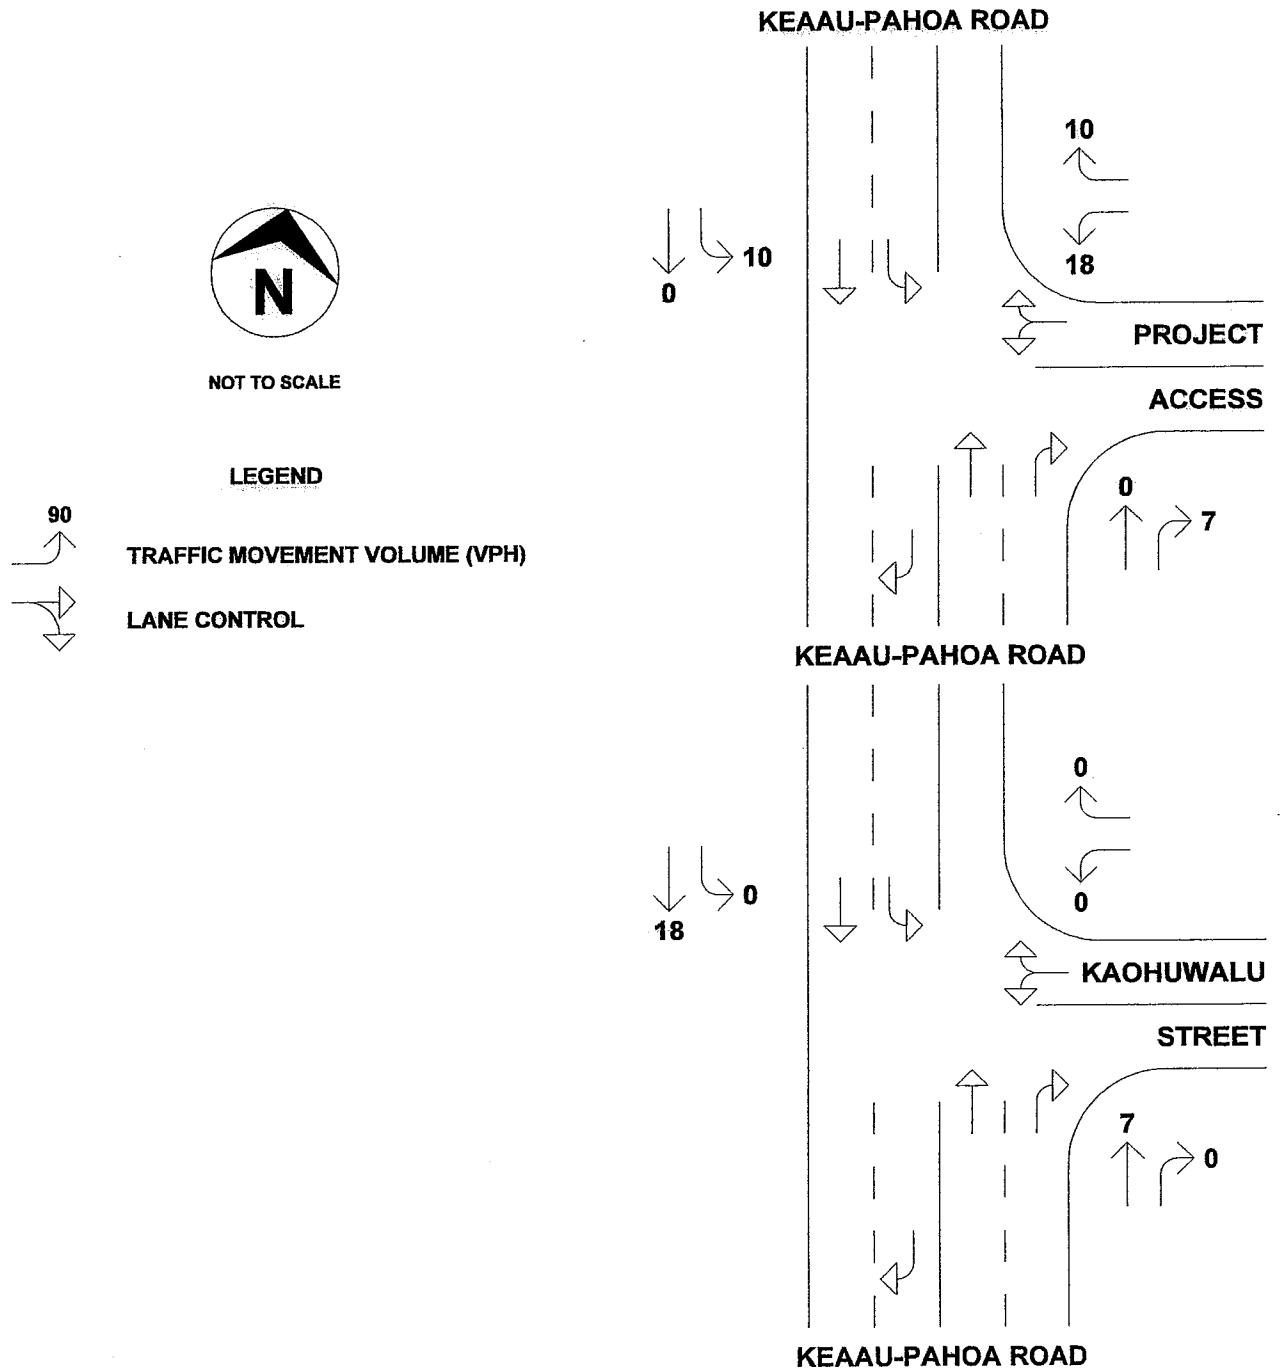 KEAAU-PAHOA ROAD
10
18
10
0
N
NOT TO SCALE
PROJECT
ACCESS
LEGEND
90
TRAFFIC MOVEMENT VOLUME (VPH)
LANE CONTROL
0
7
KEAAU-PAHOA ROAD
0
0
0
18
KAOHUWALU
STREET
7
0
KEAAU-PAHOA ROAD